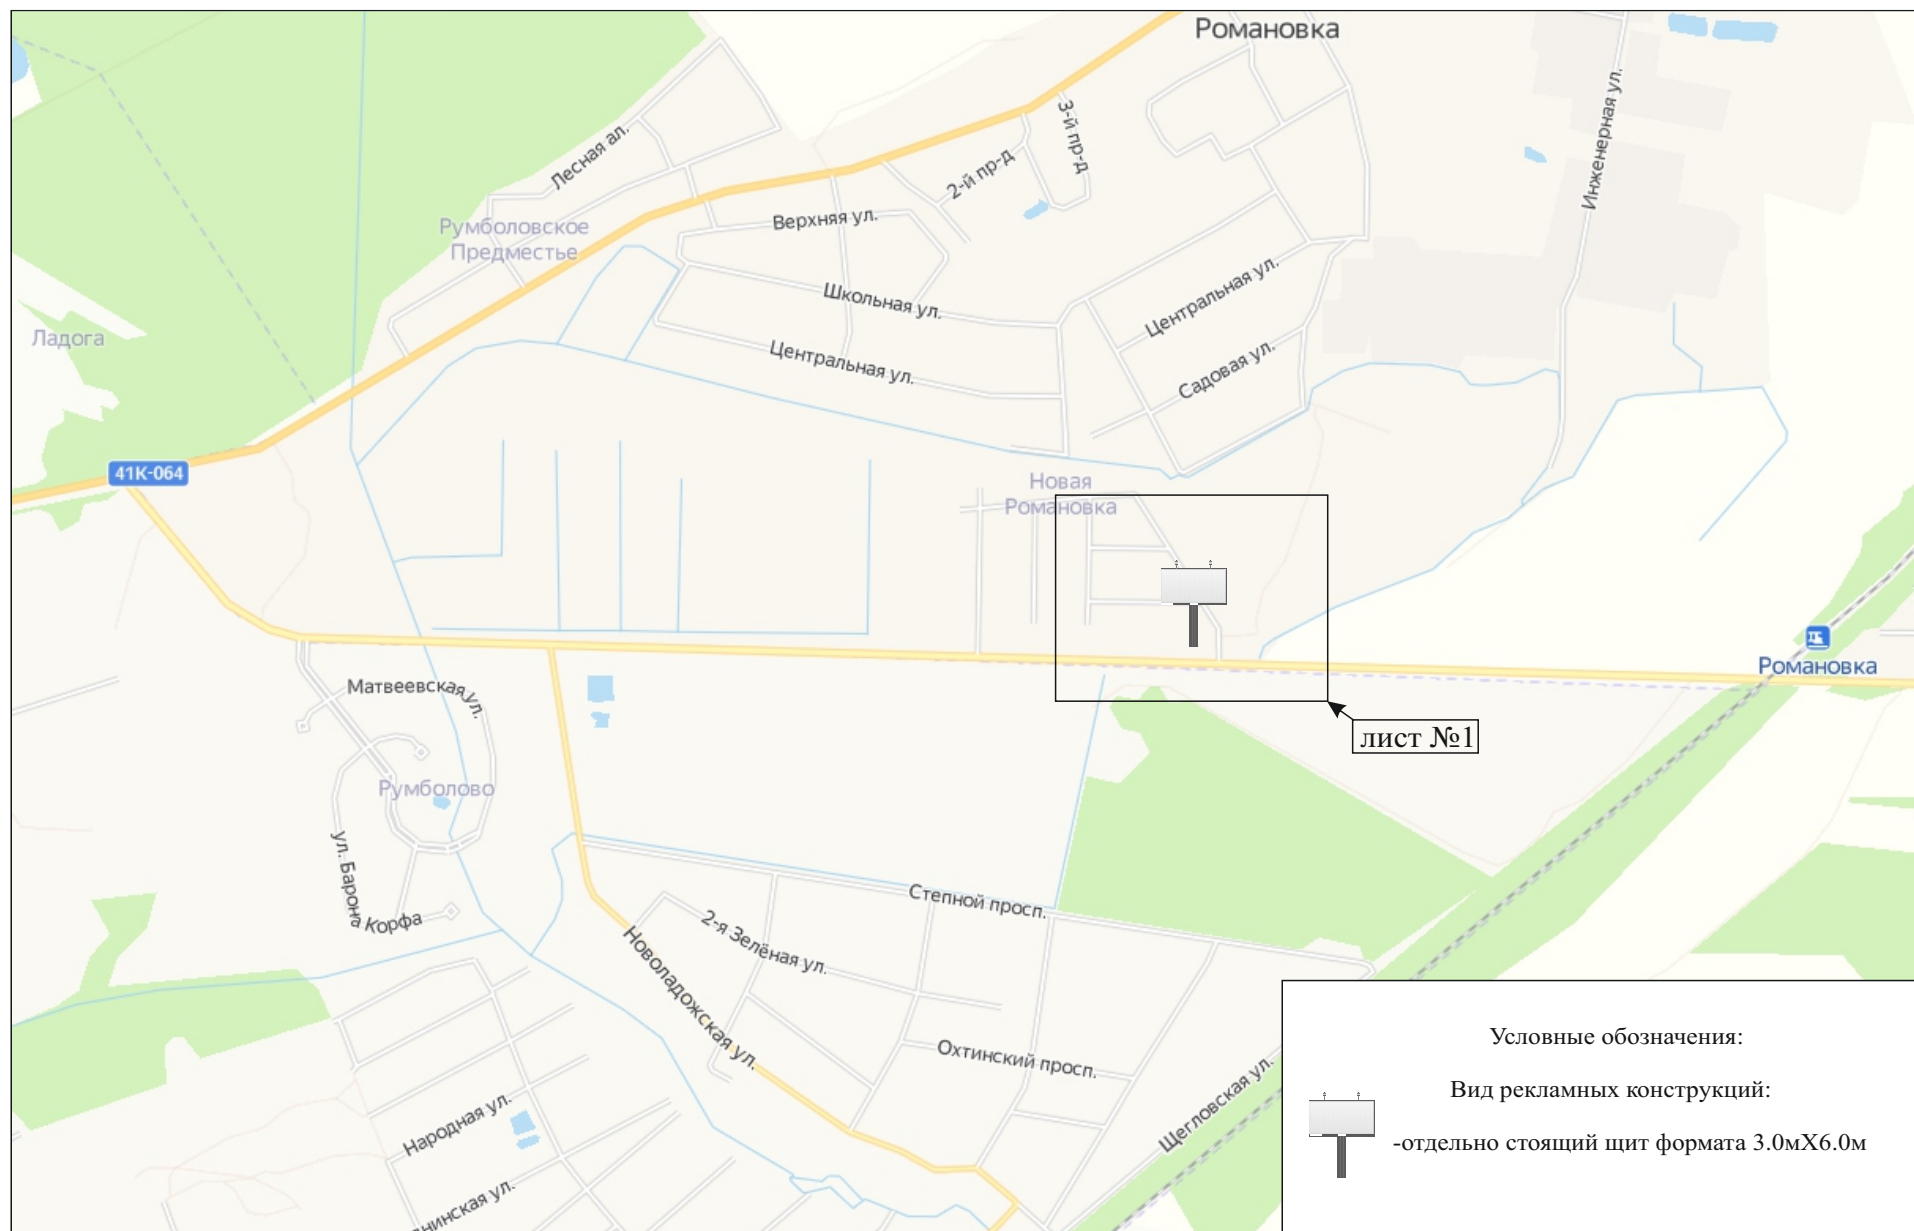 Романовка
Инженерная ул.
3-й пр-д
2-й пр-д
Лесная ал.
Верхняя ул.
Румболовское
Предместье
Школьная ул.
Центральная ул.
Центральная ул.
Садовая ул.
Ладога
41К-064
Новая
Романовка
Романовка
Матвеевская ул.
лист №1
Румболово
ул. Барона Корфа
Степной просп.
2-я Зелёная ул.
Новоладожская ул.
Охтинский просп.
Щегловская ул.
Народная ул.
Условные обозначения:
Вид рекламных конструкций:
-отдельно стоящий щит формата 3.0мХ6.0м